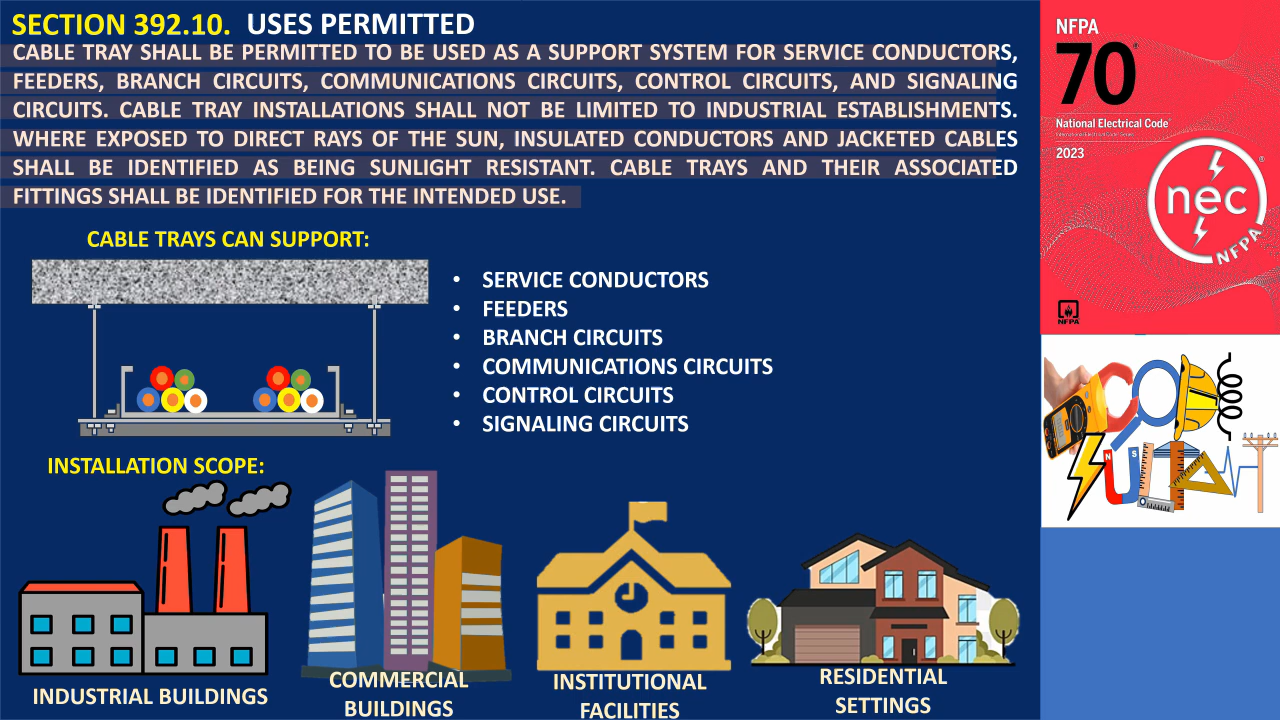 SECTION 392.10. USES PERMITTED
CABLE TRAY SHALL BE PERMITTED TO BE USED AS A SUPPORT SYSTEM FOR SERVICE CONDUCTORS,
FEEDERS, BRANCH CIRCUITS, COMMUNICATIONS CIRCUITS, CONTROL CIRCUITS, AND SIGNALING
CIRCUITS. CABLE TRAY INSTALLATIONS SHALL NOT BE LIMITED TO INDUSTRIAL ESTABLISHMENTS.
WHERE EXPOSED TO DIRECT RAYS OF THE SUN, INSULATED CONDUCTORS AND JACKETED CABLES
SHALL BE IDENTIFIED AS BEING SUNLIGHT RESISTANT. CABLE TRAYS AND THEIR ASSOCIATED
FITTINGS SHALL BE IDENTIFIED FOR THE INTENDED USE.
CABLE TRAYS CAN SUPPORT:
• SERVICE CONDUCTORS
• FEEDERS
• BRANCH CIRCUITS
• COMMUNICATIONS CIRCUITS
• CONTROL CIRCUITS
• SIGNALING CIRCUITS
INSTALLATION SCOPE:
INDUSTRIAL BUILDINGS
COMMERCIAL
BUILDINGS
INSTITUTIONAL
FACILITIES
RESIDENTIAL
SETTINGS
NFPA
70®
National Electrical Code®
International Electrical Code® Series
2023
nec®
NFPA
NFPA
N S